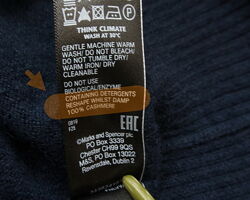 THINK CLIMATE
WASH AT 30°C
GENTLE MACHINE WARM
WASH/ DO NOT BLEACH/
DO NOT TUMBLE DRY/
WARM IRON/ DRY
CLEANABLE
DO NOT USE
BIOLOGICAL/ENZYME
CONTAINING DETERGENTS
RESHAPE WHILST DAMP
100% CASHMERE
0819
EAC
©Marks and Spencer plc
PO Box 3339
Chester CH99 9QS
M&S, PO Box 13022
Ravensdale, Dublin 2